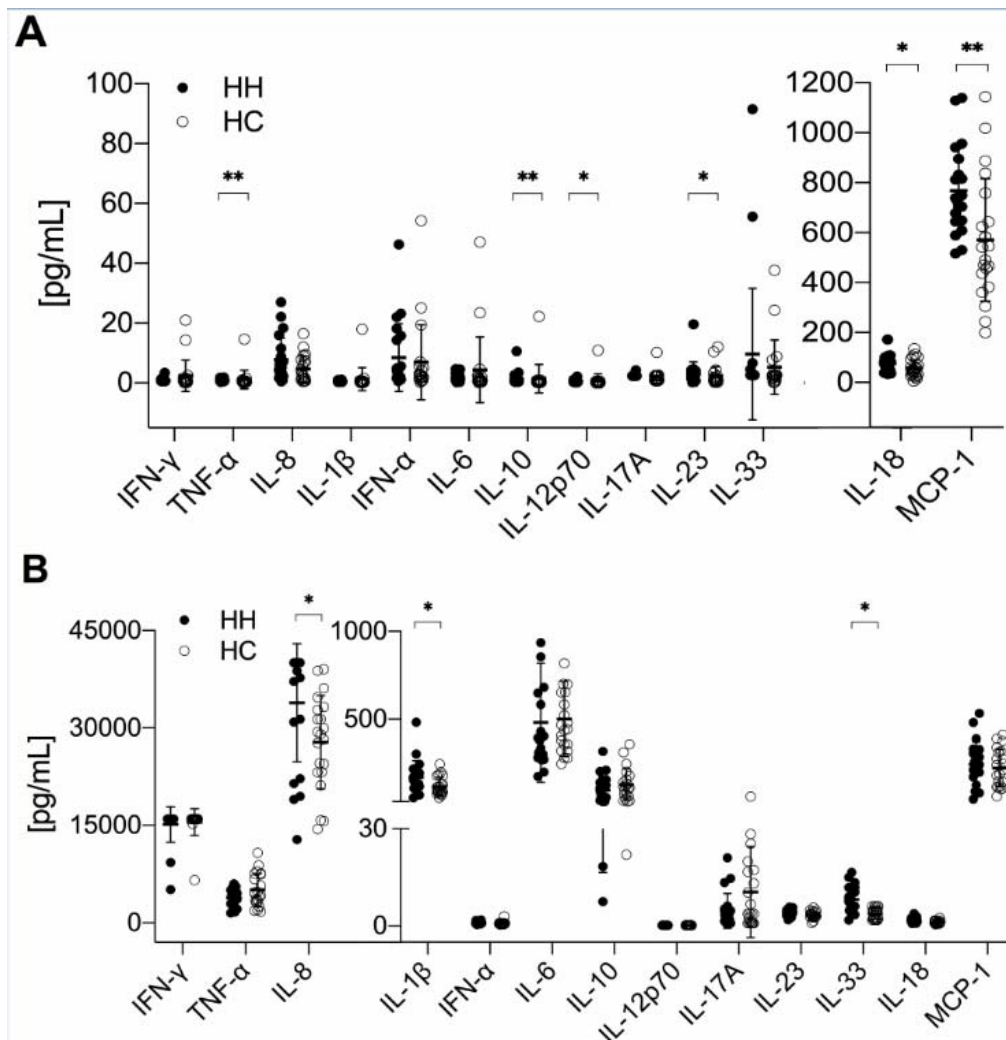 A
100
80
60
40
20
0
[pg/mL]
HH
HC
**
**
*
*
*
**
1200
1000
800
600
400
200
0
IFN-γ
TNF-α
IL-8
IL-1β
IFN-α
IL-6
IL-10
IL-12p70
IL-17A
IL-23
IL-33
IL-18
MCP-1
B
45000
30000
15000
0
[pg/mL]
HH
HC
*
*
*
1000
500
30
0
IFN-γ
TNF-α
IL-8
IL-1β
IFN-α
IL-6
IL-10
IL-12p70
IL-17A
IL-23
IL-33
IL-18
MCP-1